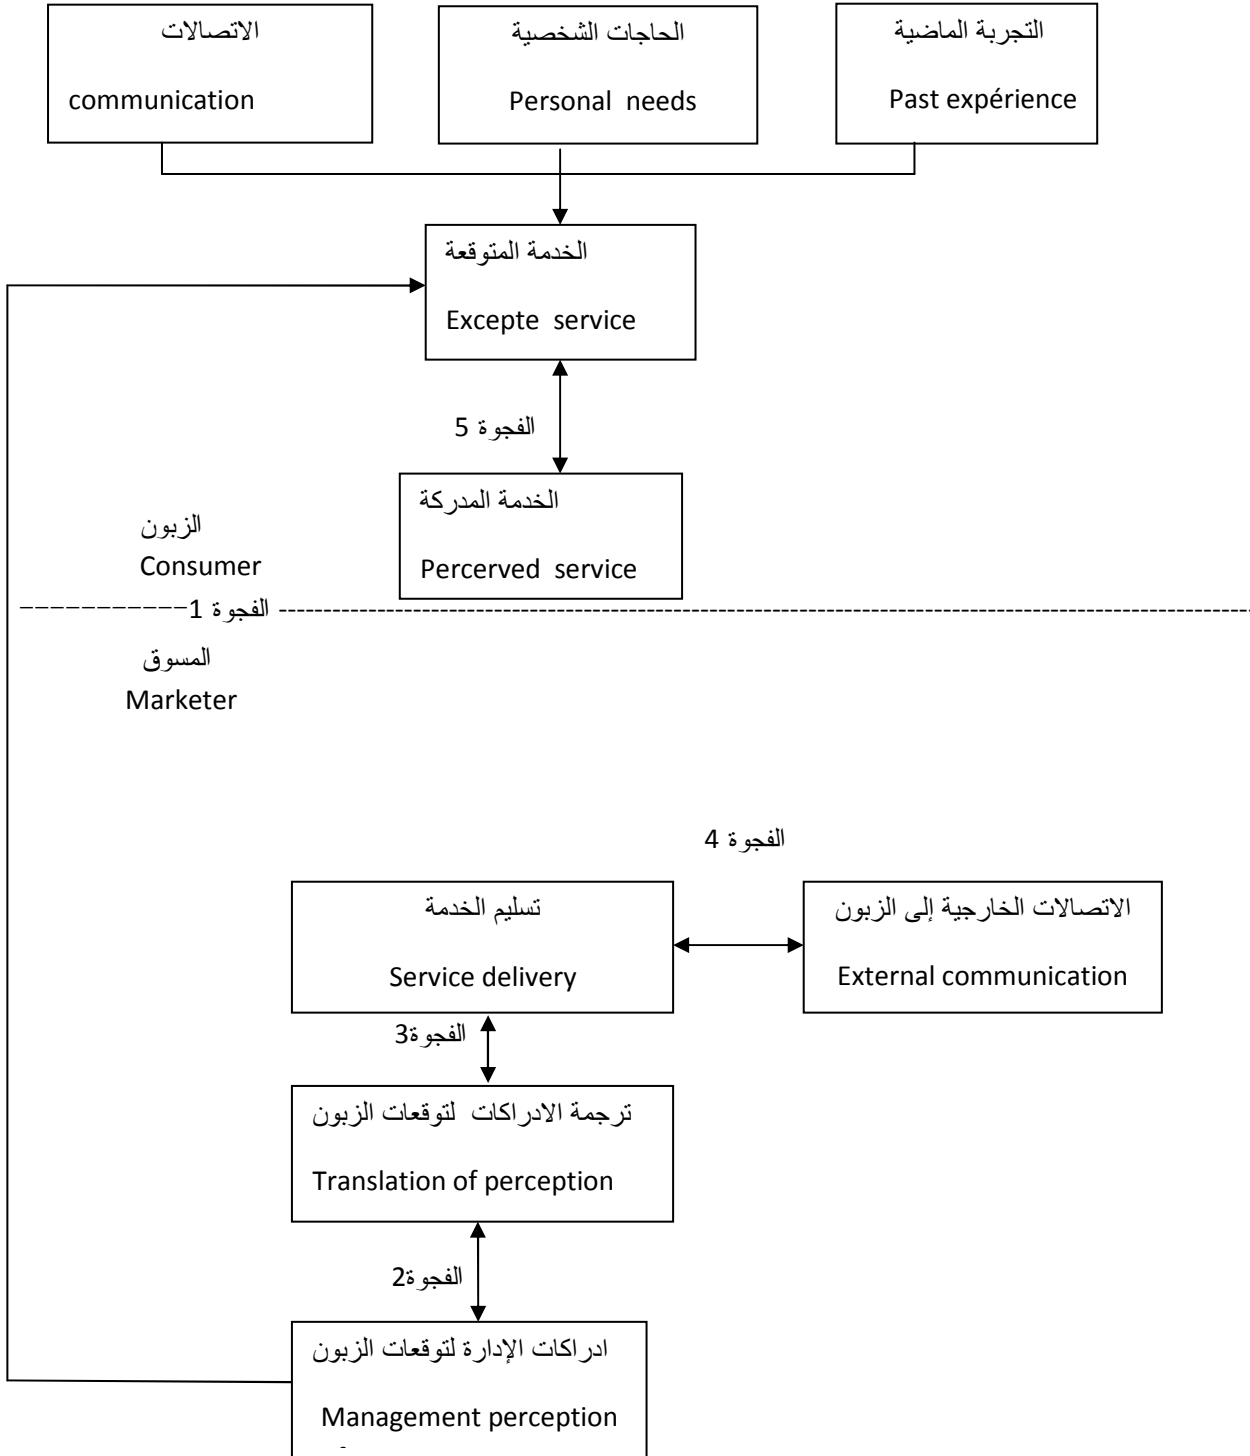 الاتصالات
communication
الحاجات الشخصية
Personal needs
التجربة الماضية
Past expérience
الخدمة المتوقعة
Excepte service
الفجوة 5
الخدمة المدركة
Percerved service
الزبون
Consumer
الفجوة 1
المسوق
Marketer
الفجوة 4
تسليم الخدمة
Service delivery
الاتصالات الخارجية إلى الزبون
External communication
الفجوة3
ترجمة الادراكات لتوقعات الزبون
Translation of perception
الفجوة2
ادراكات الإدارة لتوقعات الزبون
Management perception